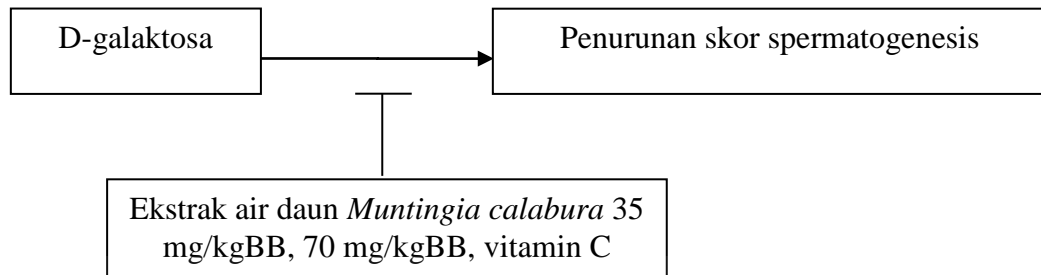 D-galaktosa
Penurunan skor spermatogenesis
Ekstrak air daun Muntingia calabura 35
mg/kgBB, 70 mg/kgBB, vitamin C